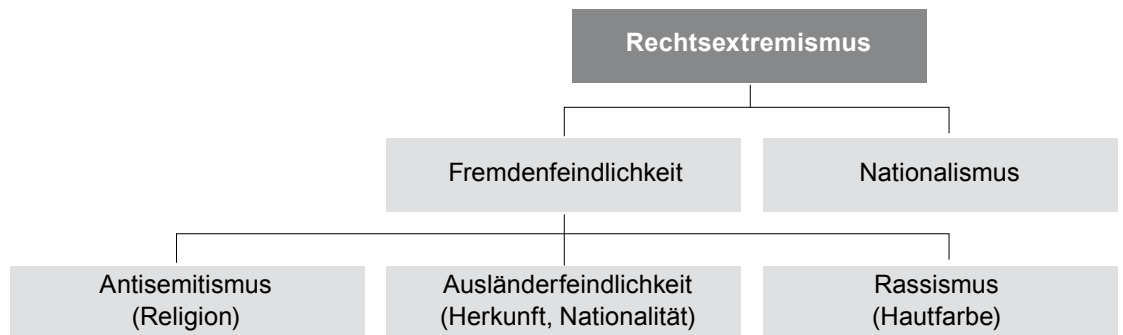 Rechtsextremismus
Fremdenfeindlichkeit
Nationalismus
Antisemitismus
(Religion)
Ausländerfeindlichkeit
(Herkunft, Nationalität)
Rassismus
(Hautfarbe)